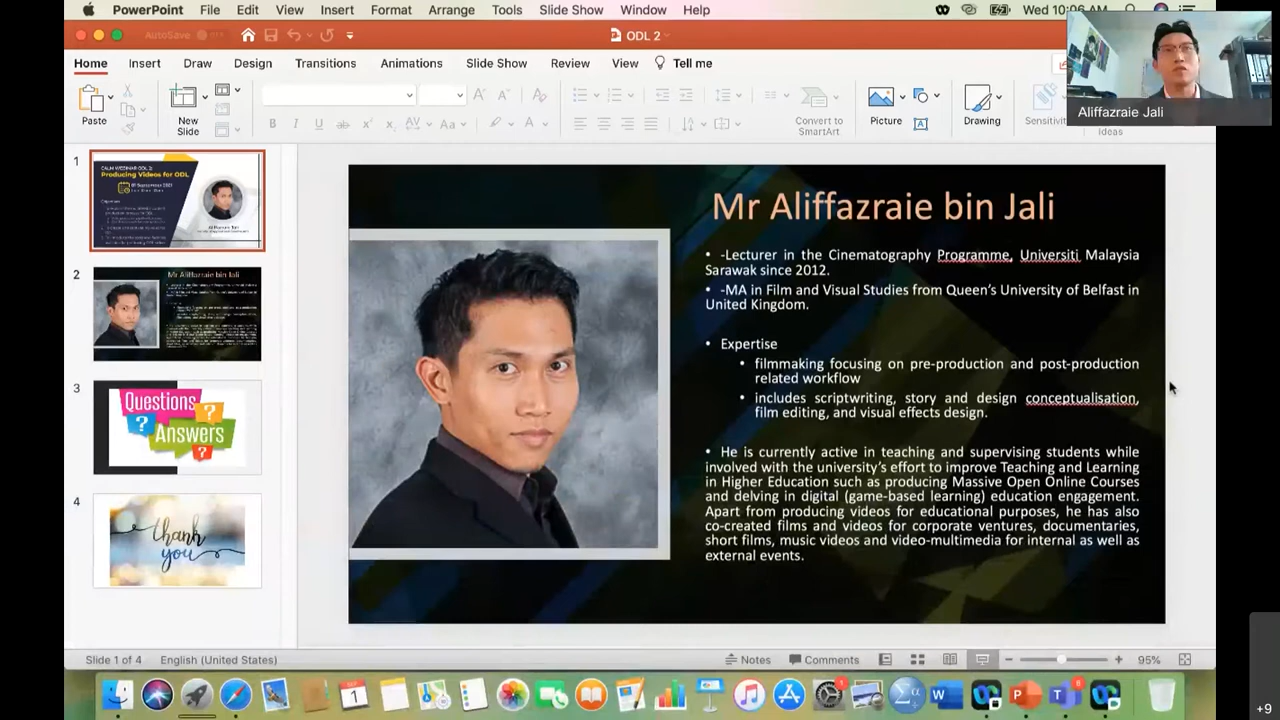 PowerPoint File Edit View Insert Format Arrange Tools Slide Show Window Help Wed 10:06 AM
AutoSave ODL 2
Home Insert Draw Design Transitions Animations Slide Show Review View Tell me
Aliffazraie Jali
Paste New Slide Aa Convert to SmartArt Picture Drawing Sensitivity
Ideas
1
Producing Videos for ODL
2
Mr Aliffazraie bin Jali
3
Questions
Answers
4
thank
you
Mr Aliffazraie bin Jali
• -Lecturer in the Cinematography Programme, Universiti Malaysia
Sarawak since 2012.
• -MA in Film and Visual Studies from Queen's University of Belfast in
United Kingdom.
• Expertise
• filmmaking focusing on pre-production and post-production
related workflow
• includes scriptwriting, story and design conceptualisation,
film editing, and visual effects design.
• He is currently active in teaching and supervising students while
involved with the university's effort to improve Teaching and Learning
in Higher Education such as producing Massive Open Online Courses
and delving in digital (game-based learning) education engagement.
Apart from producing videos for educational purposes, he has also
co-created films and videos for corporate ventures, documentaries,
short films, music videos and video-multimedia for internal as well as
external events.
Slide 1 of 4 English (United States) Notes Comments 95%
+9